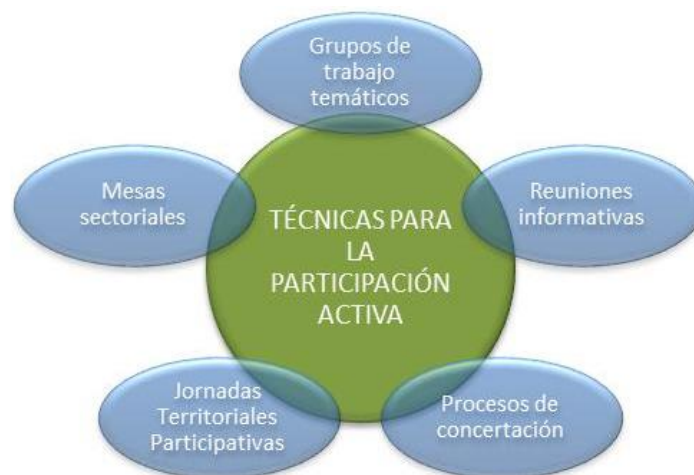 Grupos de
trabajo
temáticos
Mesas
sectoriales
Reuniones
informativas
TÉCNICAS PARA
LA
PARTICIPACIÓN
ACTIVA
Jornadas
Territoriales
Participativas
Procesos de
concertación